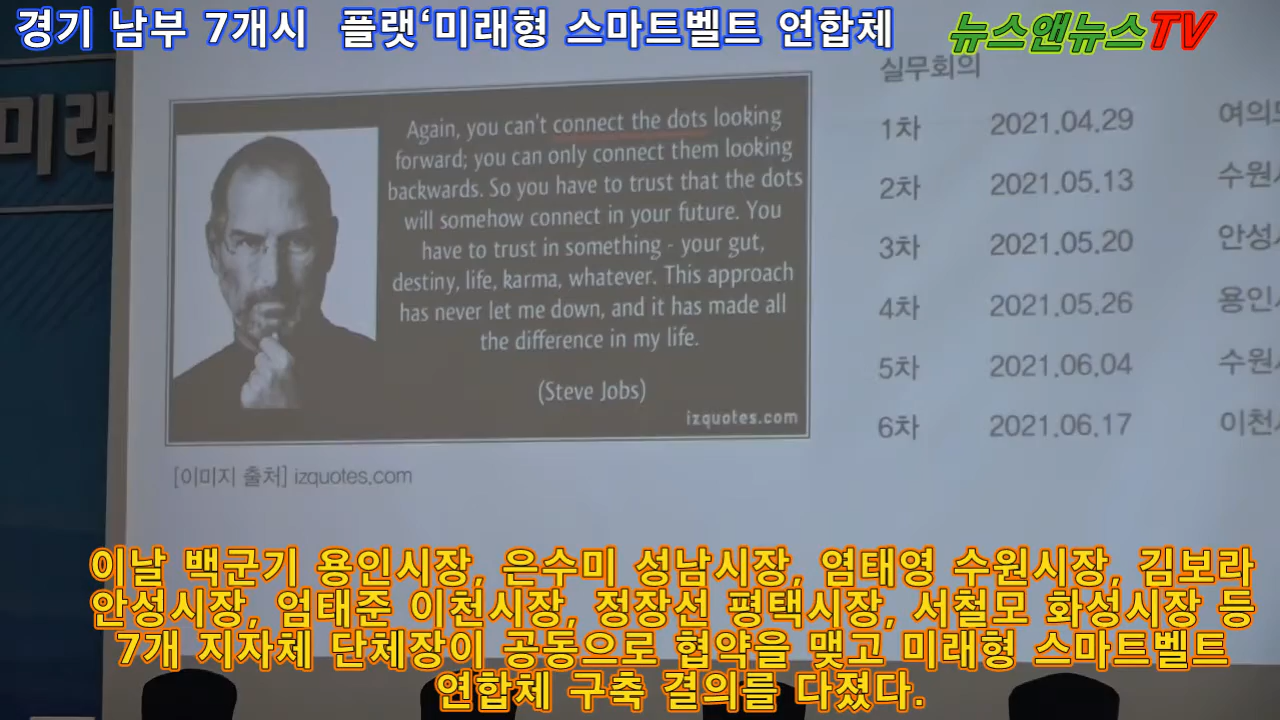 경기 남부 7개시 플랫‘미래형 스마트벨트 연합체
뉴스앤뉴스TV
미래
Again, you can't connect the dots looking
forward; you can only connect them looking
backwards. So you have to trust that the dots
will somehow connect in your future. You
have to trust in something - your gut,
destiny, life, karma, whatever. This approach
has never let me down, and it has made all
the difference in my life.
(Steve Jobs)
izquotes.com
[이미지 출처] izquotes.com
실무회의
1차 2021.04.29
2차 2021.05.13 수원
3차 2021.05.20 안성
4차 2021.05.26 용인
5차 2021.06.04 수원
6차 2021.06.17 이천
이날 백군기 용인시장, 은수미 성남시장, 염태영 수원시장, 김보라
안성시장, 엄태준 이천시장, 정장선 평택시장, 서철모 화성시장 등
7개 지자체 단체장이 공동으로 협약을 맺고 미래형 스마트벨트
연합체 구축 결의를 다졌다.